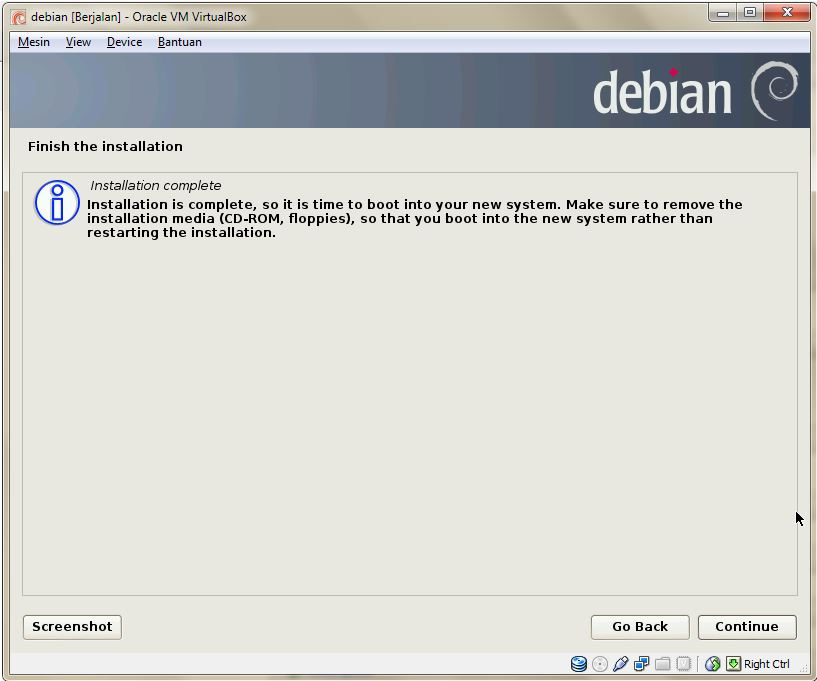 debian [Berjalan] - Oracle VM VirtualBox
Mesin View Device Bantuan
debian
Finish the installation
Installation complete
Installation is complete, so it is time to boot into your new system. Make sure to remove the
installation media (CD-ROM, floppies), so that you boot into the new system rather than
restarting the installation.
Screenshot Go Back Continue
Right Ctrl